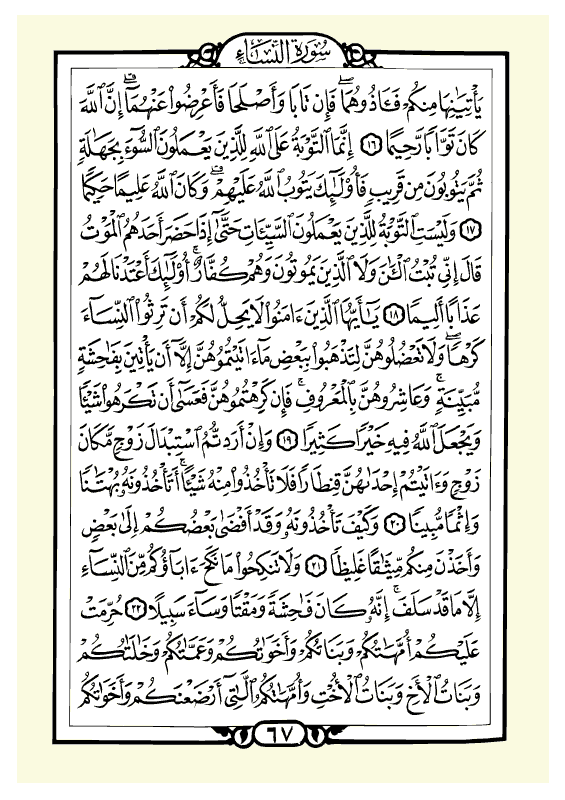 سُورَةُ النِّسَاءِ
يَأْتِيَـٰنِهَا مِنكُمْ فَـَٔاذُوهُمَا ۖ فَإِن تَابَا وَأَصْلَحَا فَأَعْرِضُوا۟ عَنْهُمَآ ۗ إِنَّ ٱللَّهَ
كَانَ تَوَّابًا رَّحِيمًا ١٦ إِنَّمَا ٱلتَّوْبَةُ عَلَى ٱللَّهِ لِلَّذِينَ يَعْمَلُونَ ٱلسُّوٓءَ بِجَهَـٰلَةٍ
ثُمَّ يَتُوبُونَ مِن قَرِيبٍ فَأُو۟لَـٰٓئِكَ يَتُوبُ ٱللَّهُ عَلَيْهِمْ ۗ وَكَانَ ٱللَّهُ عَلِيمًا حَكِيمًا
١٧ وَلَيْسَتِ ٱلتَّوْبَةُ لِلَّذِينَ يَعْمَلُونَ ٱلسَّيِّـَٔاتِ حَتَّىٰٓ إِذَا حَضَرَ أَحَدَهُمُ ٱلْمَوْتُ
قَالَ إِنِّى تُبْتُ ٱلْـَٔـٰنَ وَلَا ٱلَّذِينَ يَمُوتُونَ وَهُمْ كُفَّارٌ ۚ أُو۟لَـٰٓئِكَ أَعْتَدْنَا لَهُمْ
عَذَابًا أَلِيمًا ١٨ يَـٰٓأَيُّهَا ٱلَّذِينَ ءَامَنُوا۟ لَا يَحِلُّ لَكُمْ أَن تَرِثُوا۟ ٱلنِّسَآءَ
كَرْهًا ۖ وَلَا تَعْضُلُوهُنَّ لِتَذْهَبُوا۟ بِبَعْضِ مَآ ءَاتَيْتُمُوهُنَّ إِلَّآ أَن يَأْتِينَ بِفَـٰحِشَةٍ
مُّبَيِّنَةٍ ۚ وَعَاشِرُوهُنَّ بِٱلْمَعْرُوفِ ۚ فَإِن كَرِهْتُمُوهُنَّ فَعَسَىٰٓ أَن تَكْرَهُوا۟ شَيْـًٔا
وَيَجْعَلَ ٱللَّهُ فِيهِ خَيْرًا كَثِيرًا ١٩ وَإِنْ أَرَدتُّمُ ٱسْتِبْدَالَ زَوْجٍ مَّكَانَ
زَوْجٍ وَءَاتَيْتُمْ إِحْدَىٰهُنَّ قِنطَارًا فَلَا تَأْخُذُوا۟ مِنْهُ شَيْـًٔا ۚ أَتَأْخُذُونَهُۥ بُهْتَـٰنًا
وَإِثْمًا مُّبِينًا ٢٠ وَكَيْفَ تَأْخُذُونَهُۥ وَقَدْ أَفْضَىٰ بَعْضُكُمْ إِلَىٰ بَعْضٍ
وَأَخَذْنَ مِنكُم مِّيثَـٰقًا غَلِيظًا ٢١ وَلَا تَنكِحُوا۟ مَا نَكَحَ ءَابَآؤُكُم مِّنَ ٱلنِّسَآءِ
إِلَّا مَا قَدْ سَلَفَ ۚ إِنَّهُۥ كَانَ فَـٰحِشَةً وَمَقْتًا وَسَآءَ سَبِيلًا ٢٢ حُرِّمَتْ
عَلَيْكُمْ أُمَّهَـٰتُكُمْ وَبَنَاتُكُمْ وَأَخَوَٰتُكُمْ وَعَمَّـٰتُكُمْ وَخَـٰلَـٰتُكُمْ
وَبَنَاتُ ٱلْأَخِ وَبَنَاتُ ٱلْأُخْتِ وَأُمَّهَـٰتُكُمُ ٱلَّـٰتِىٓ أَرْضَعْنَكُمْ وَأَخَوَٰتُكُم
٦٧